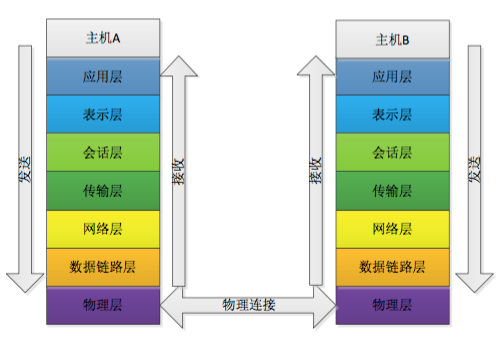 主机A
应用层
表示层
会话层
传输层
网络层
数据链路层
物理层
发送
接收
物理连接
主机B
应用层
表示层
会话层
传输层
网络层
数据链路层
物理层
接收
发送